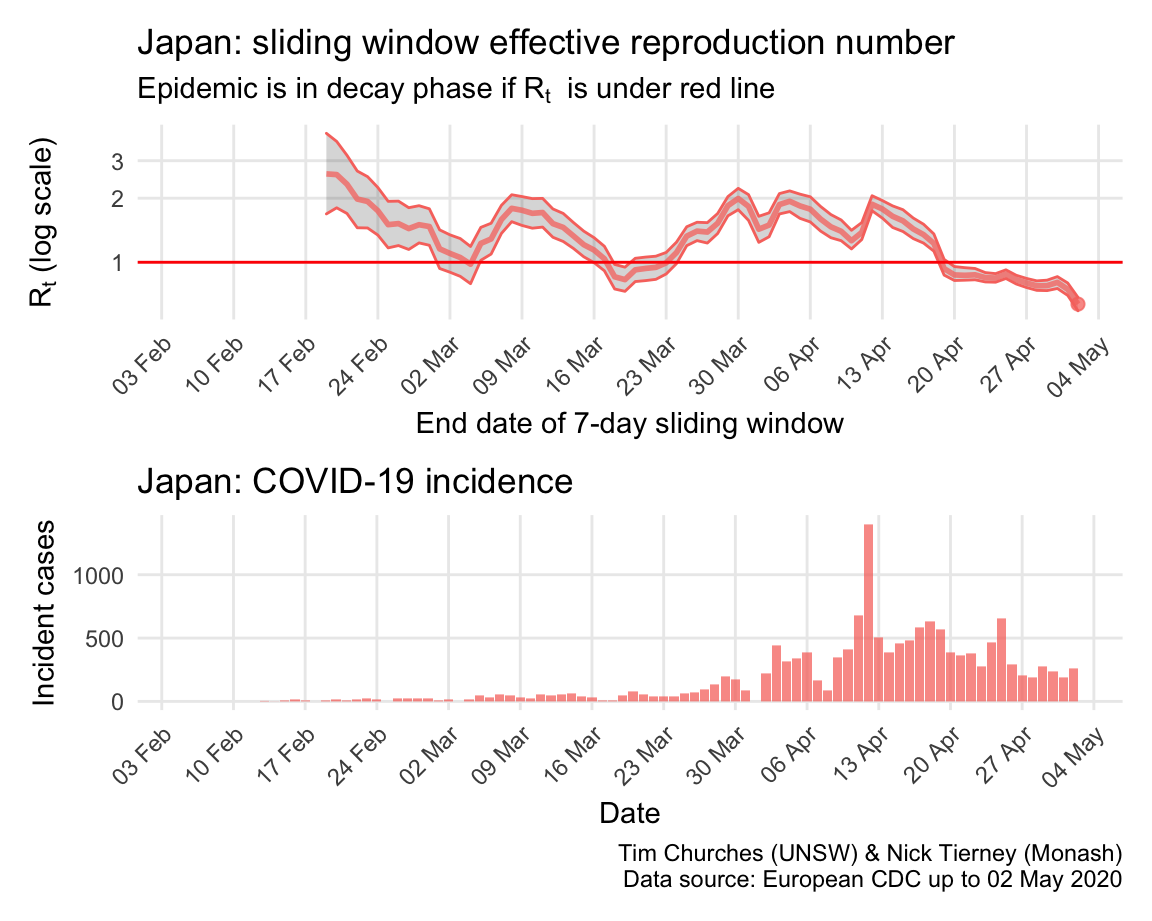 Japan: sliding window effective reproduction number
Epidemic is in decay phase if Rt is under red line
Rt (log scale)
3
2
1
03 Feb
10 Feb
17 Feb
24 Feb
02 Mar
09 Mar
16 Mar
23 Mar
30 Mar
06 Apr
13 Apr
20 Apr
27 Apr
04 May
End date of 7-day sliding window
Japan: COVID-19 incidence
Incident cases
1000
500
0
03 Feb
10 Feb
17 Feb
24 Feb
02 Mar
09 Mar
16 Mar
23 Mar
30 Mar
06 Apr
13 Apr
20 Apr
27 Apr
04 May
Date
Tim Churches (UNSW) & Nick Tierney (Monash)
Data source: European CDC up to 02 May 2020